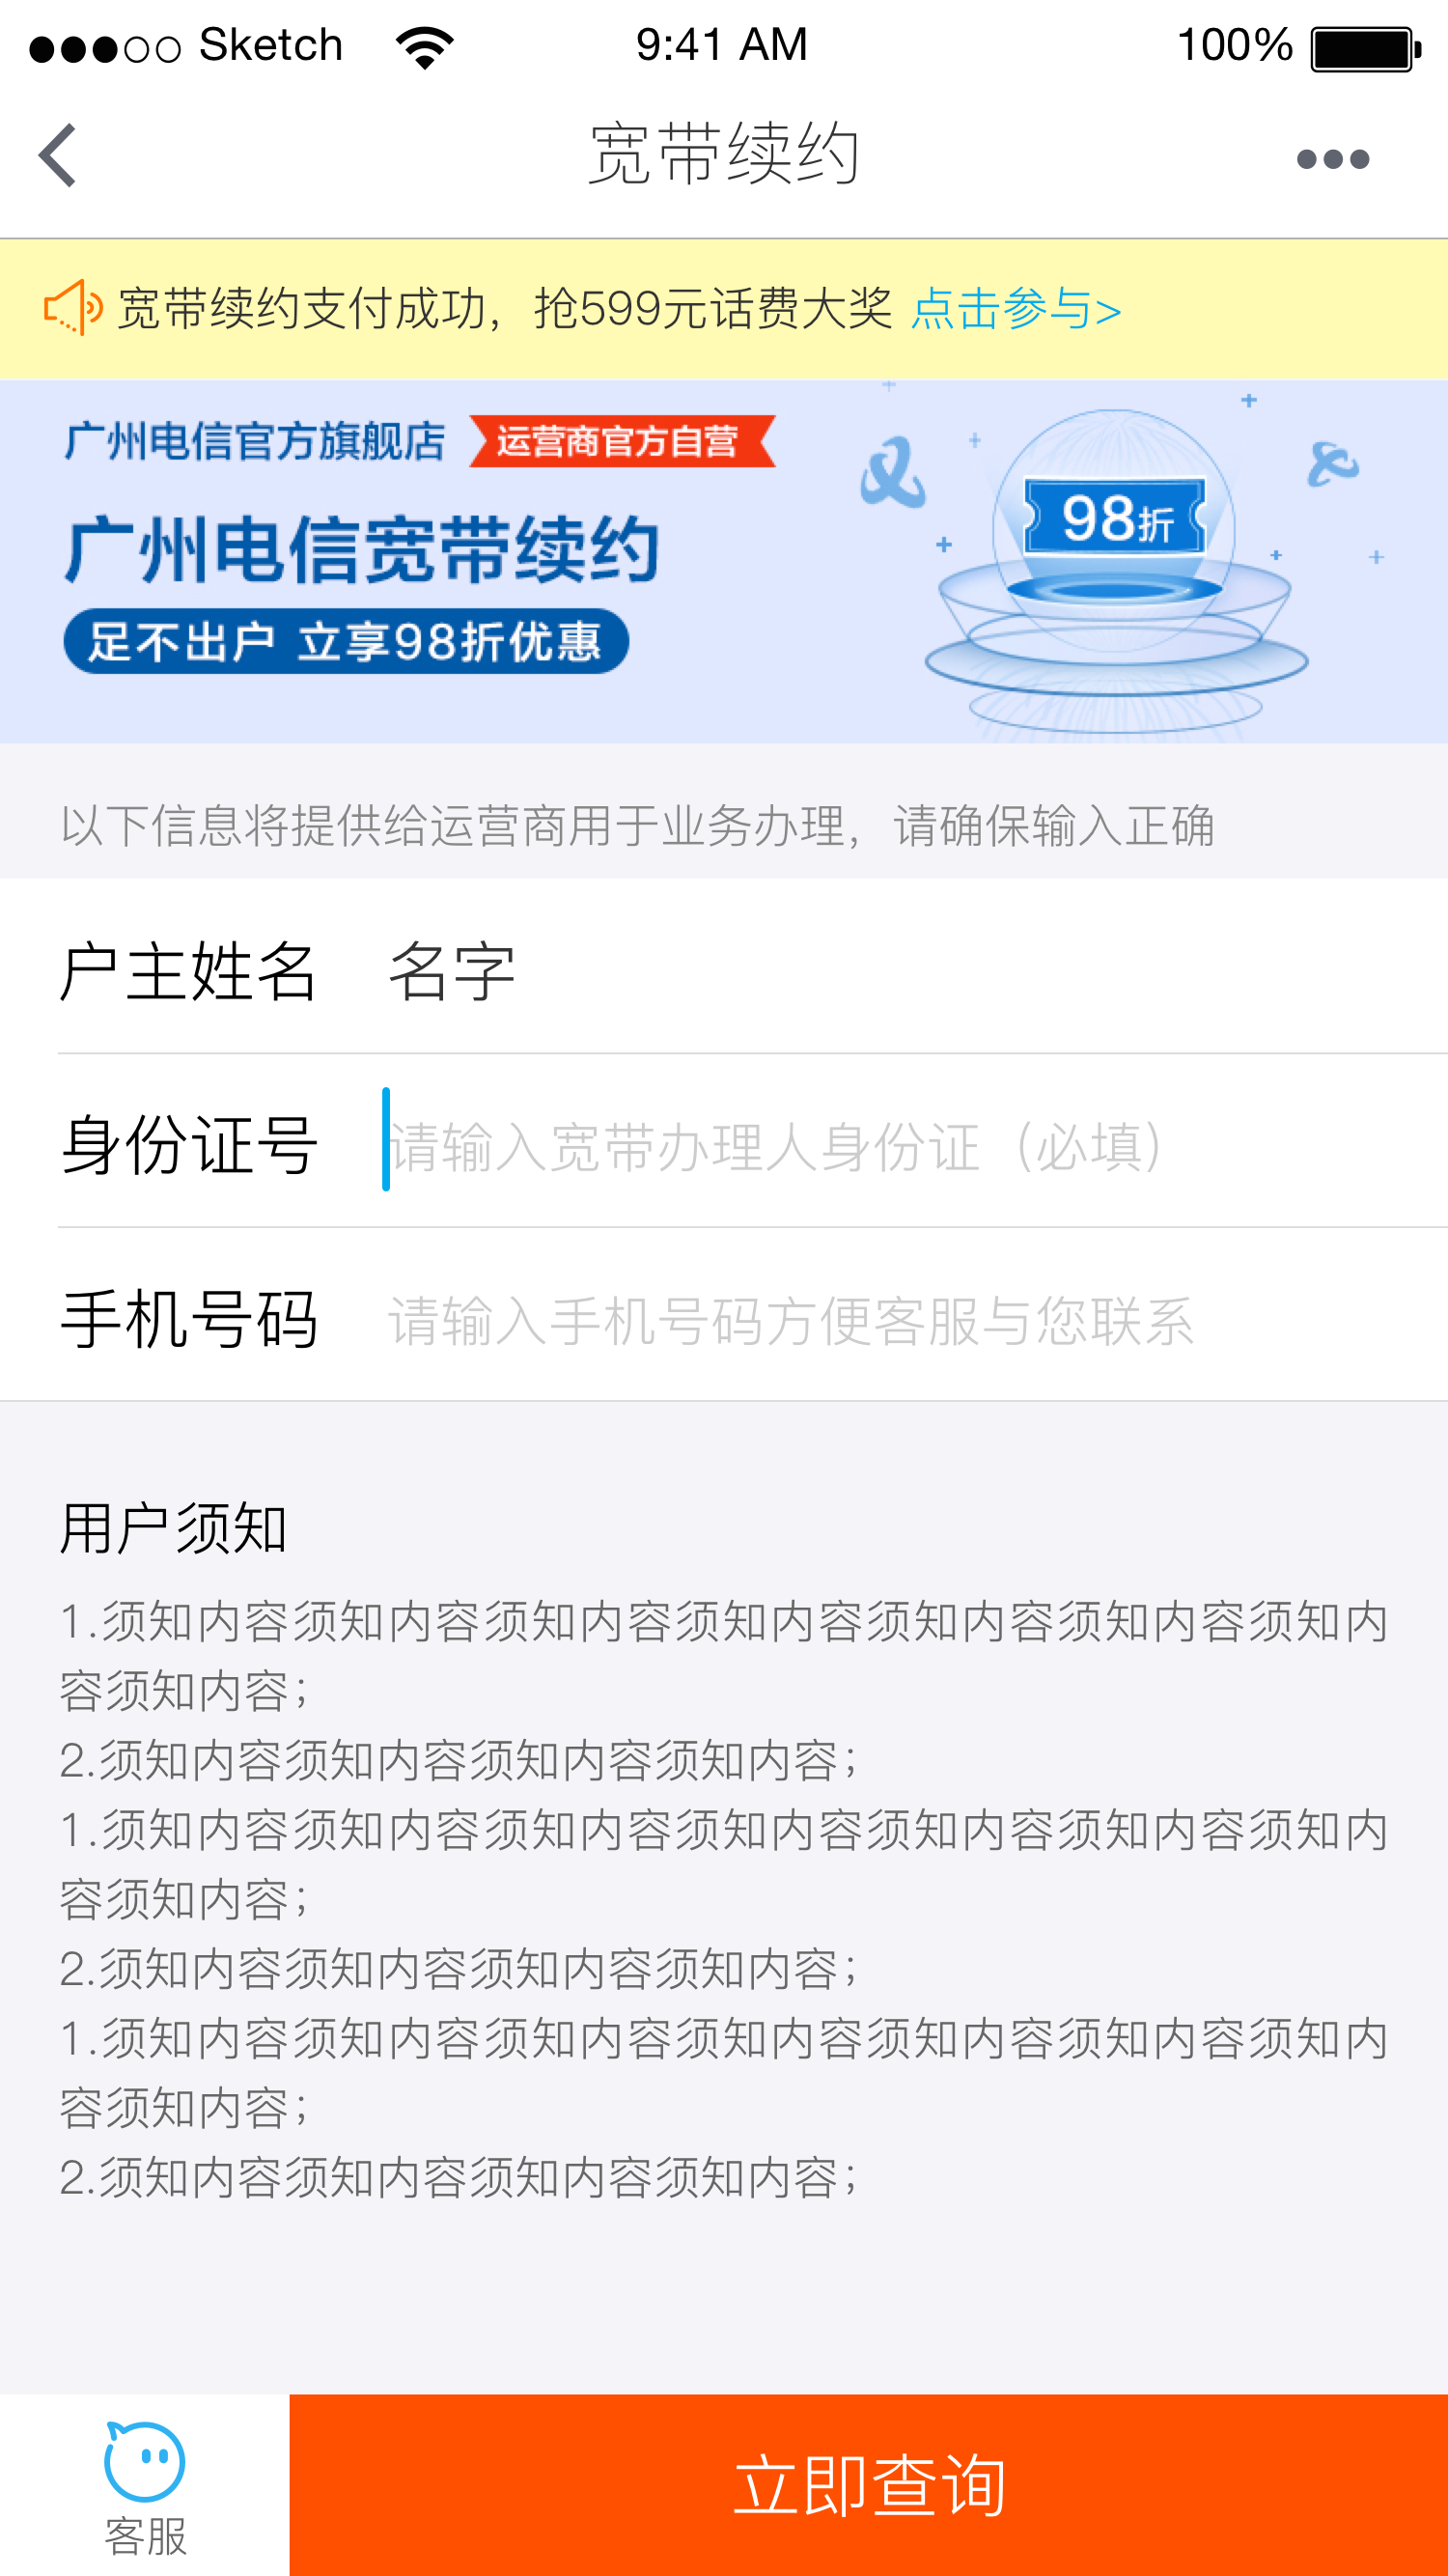 Sketch 9:41 AM 100%
宽带续约
宽带续约支付成功，抢599元话费大奖 点击参与>
广州电信官方旗舰店 运营商官方自营
广州电信宽带续约
98折
足不出户 立享98折优惠
以下信息将提供给运营商用于业务办理，请确保输入正确
户主姓名 名字
身份证号 请输入宽带办理人身份证（必填）
手机号码 请输入手机号码方便客服与您联系
用户须知
1.须知内容须知内容须知内容须知内容须知内容须知内容须知内
容须知内容；
2.须知内容须知内容须知内容须知内容；
1.须知内容须知内容须知内容须知内容须知内容须知内容须知内
容须知内容；
2.须知内容须知内容须知内容须知内容；
1.须知内容须知内容须知内容须知内容须知内容须知内容须知内
容须知内容；
2.须知内容须知内容须知内容须知内容；
客服
立即查询